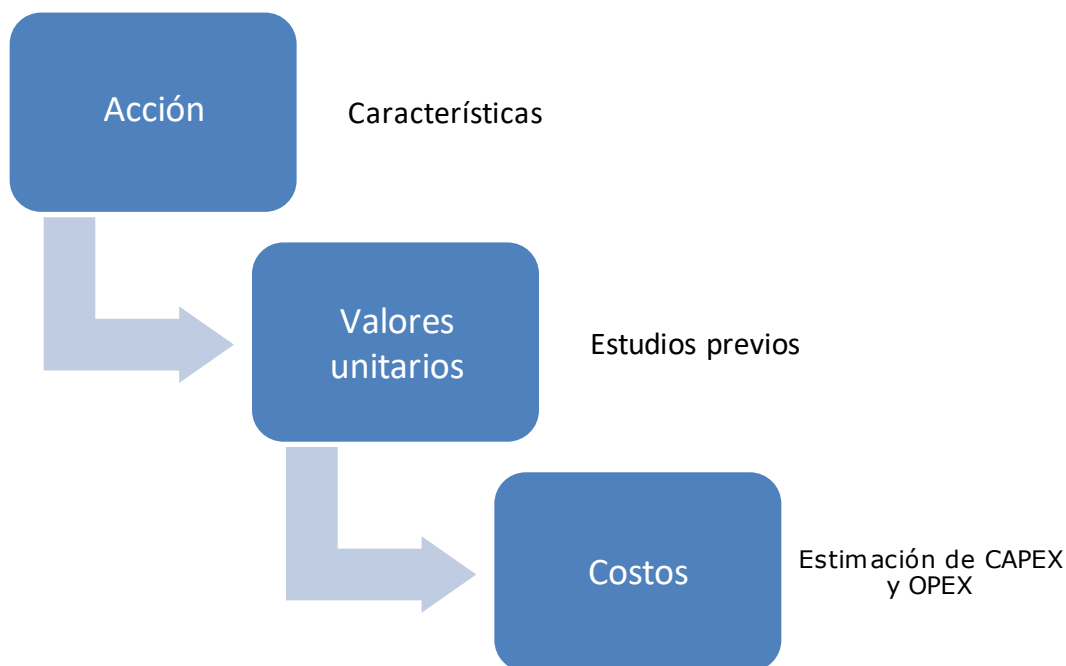 Acción
Características
Valores
unitarios
Estudios previos
Costos
Estimación de CAPEX
y OPEX